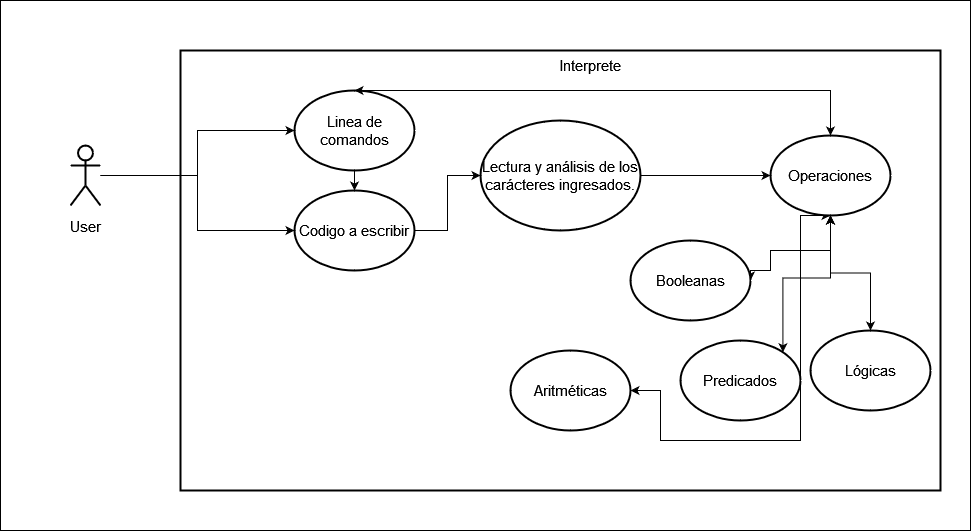 Interprete
Linea de
comandos
Lectura y análisis de los
carácteres ingresados.
Operaciones
User
Codigo a escribir
Booleanas
Aritméticas
Predicados
Lógicas